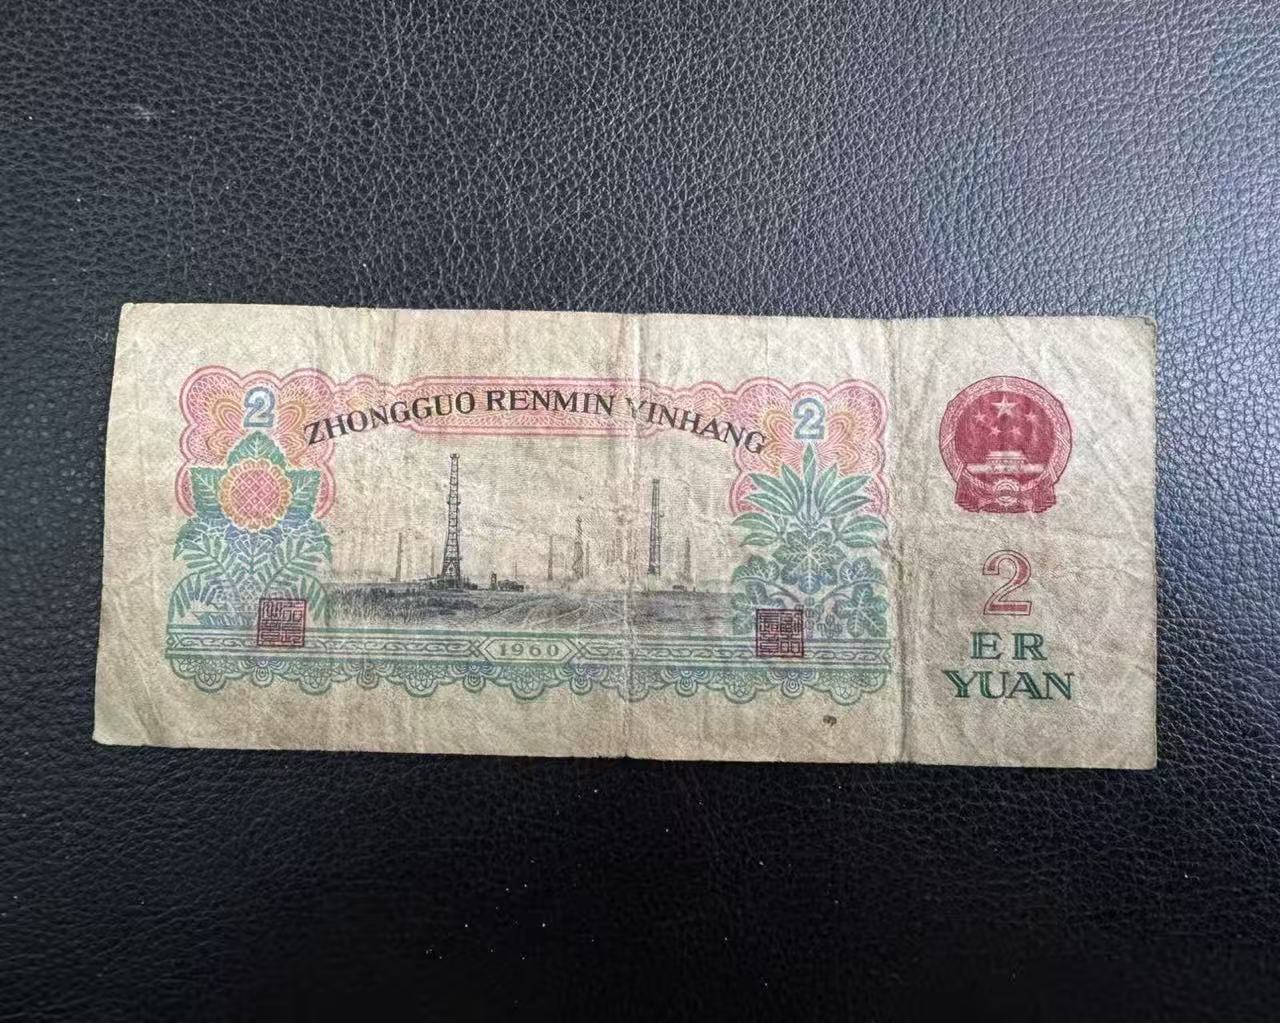 2
ZHONGGUO RENMIN YINHANG
2
1960
2
ER
YUAN